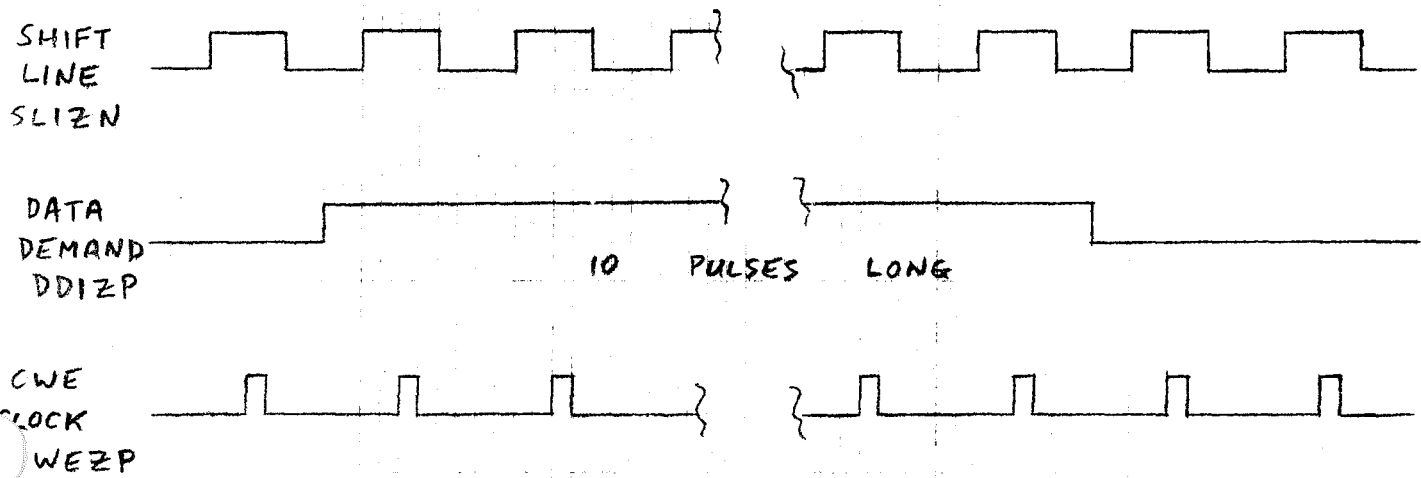 SHIFT
LINE
SLIZN
DATA
DEMAND
DDIZP
10 PULSES LONG
CWE
CLOCK
WEZP